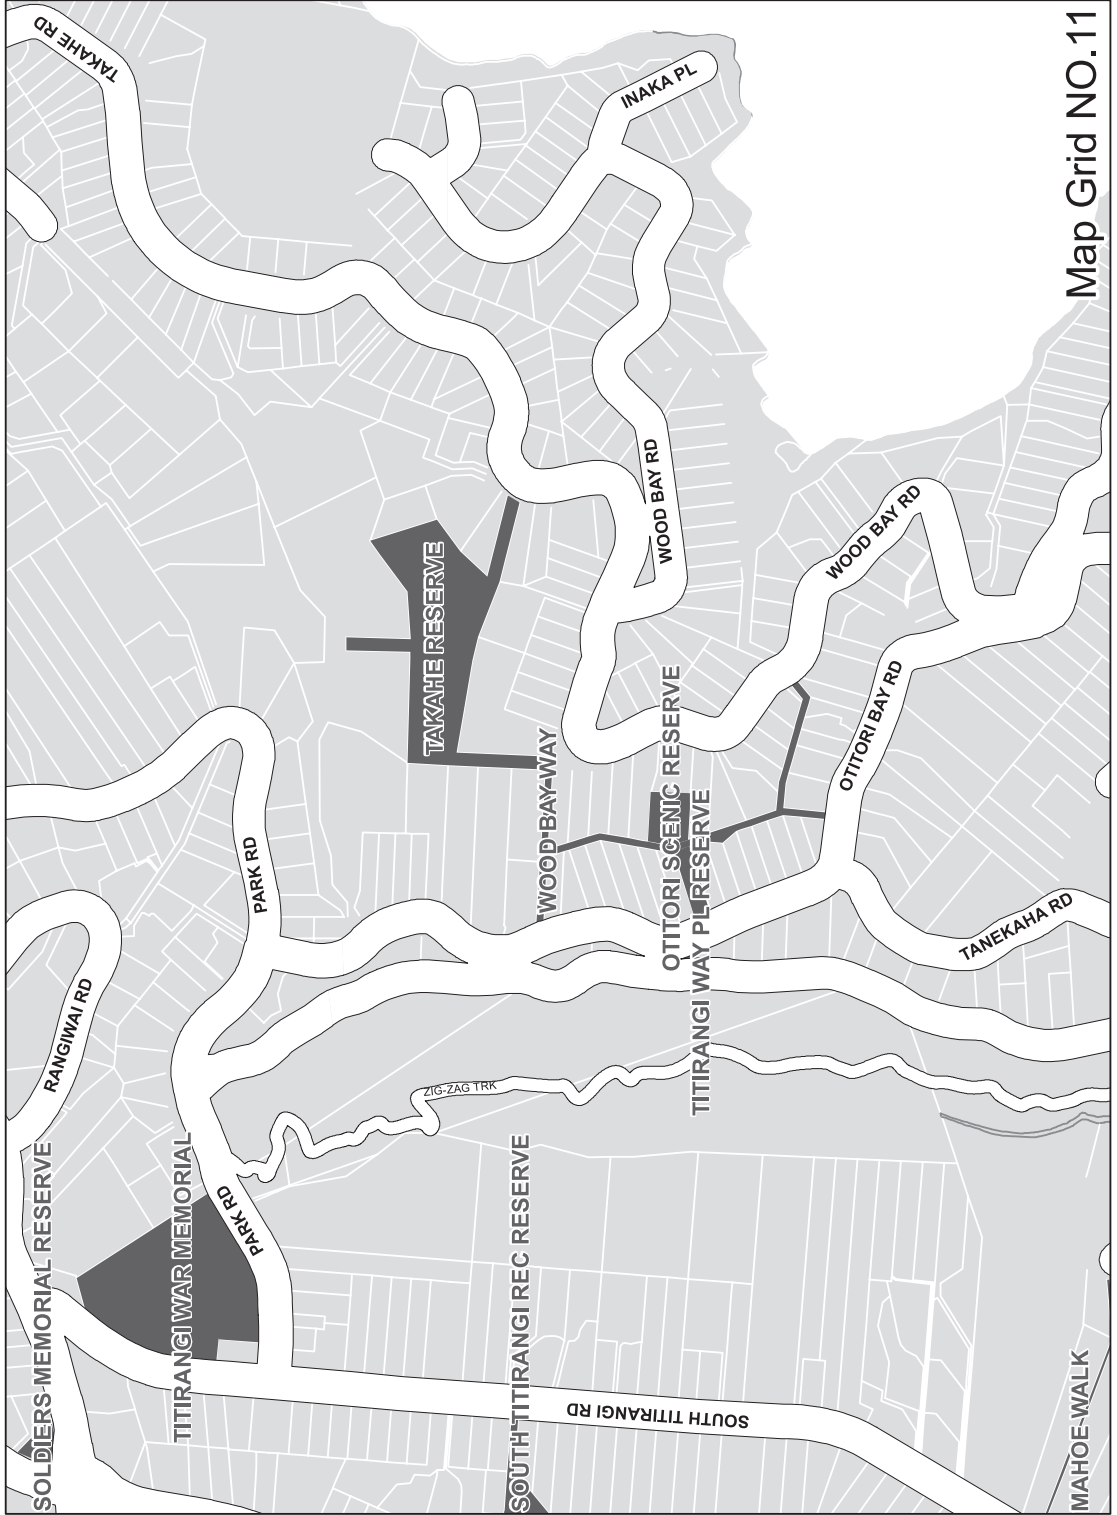 Map Grid NO.11
TAKAHE RD
INAKA PL
WOOD BAY RD
WOOD BAY RD
TAKAHE RESERVE
OTITORI BAY RD
OTITORI SCENIC RESERVE
WOOD BAY WAY
TITIRANGI WAY PL RESERVE
PARK RD
TANEKAHA RD
RANGIWAI RD
ZIG-ZAG TRK
SOLDIERS MEMORIAL RESERVE
TITIRANGI WAR MEMORIAL
PARK RD
SOUTH TITIRANGI REC RESERVE
SOUTH TITIRANGI RD
MAHOE WALK